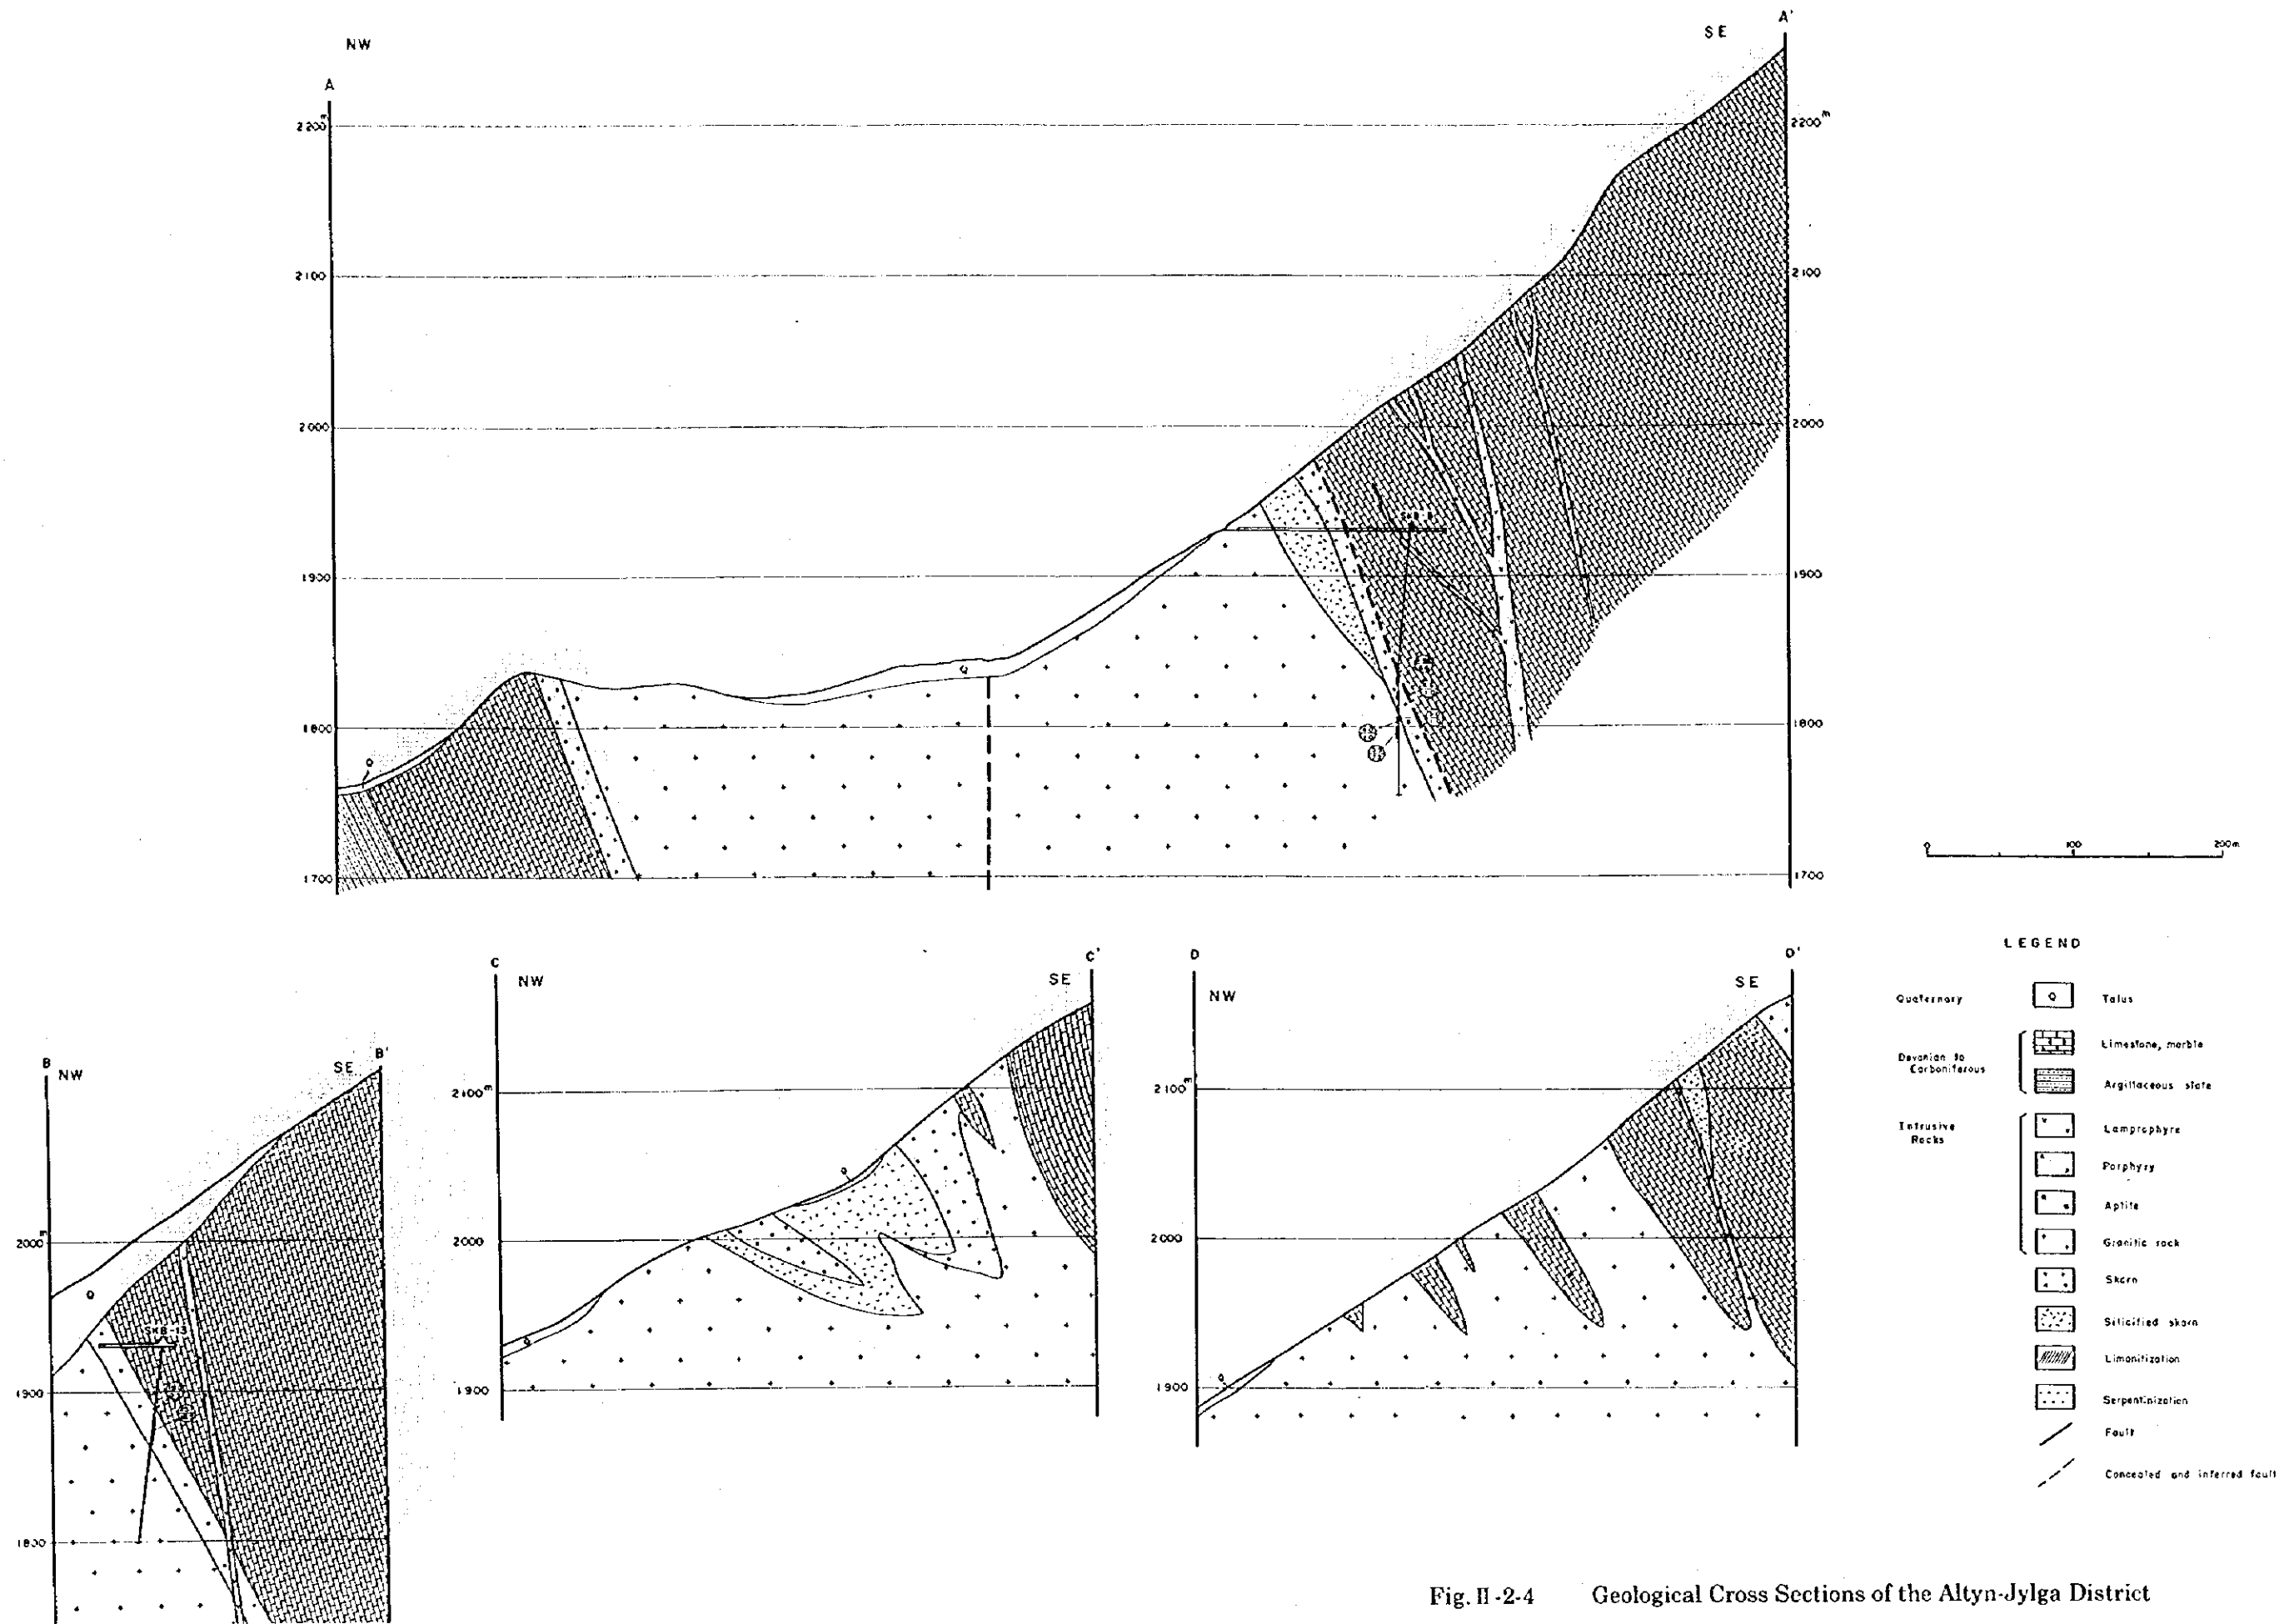 NW
SE
A
A'
2200m
2200m
2100
2100
2000
2000
1900
1900
Q
1800
1800
Q
1700
1700
0 100 200m
B
NW
SE
B'
2000m
Q
SKB-13
1900
1800
C
NW
SE
C'
2100m
Q
2000
Q
1900
D
NW
SE
D'
2100m
2000
Q
1900
LEGEND
Quaternary
Talus
Devonian to
Carboniferous
Limestone, marble
Argillaceous slate
Intrusive
Rocks
Lamprophyre
Porphyry
Aplite
Granitic rock
Skarn
Silicified skarn
Limonitization
Serpentinization
Fault
Concealed and inferred fault
Fig. II-2-4 Geological Cross Sections of the Altyn-Jylga District